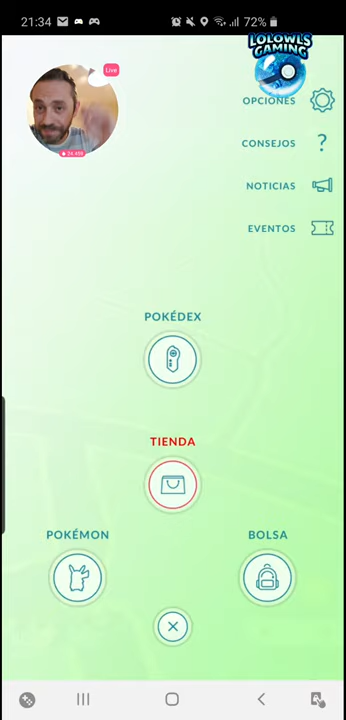 21:34
72%
LOLOWLS
GAMING
Live
OPCIONES
CONSEJOS
NOTICIAS
EVENTOS
POKÉDEX
TIENDA
POKÉMON
BOLSA